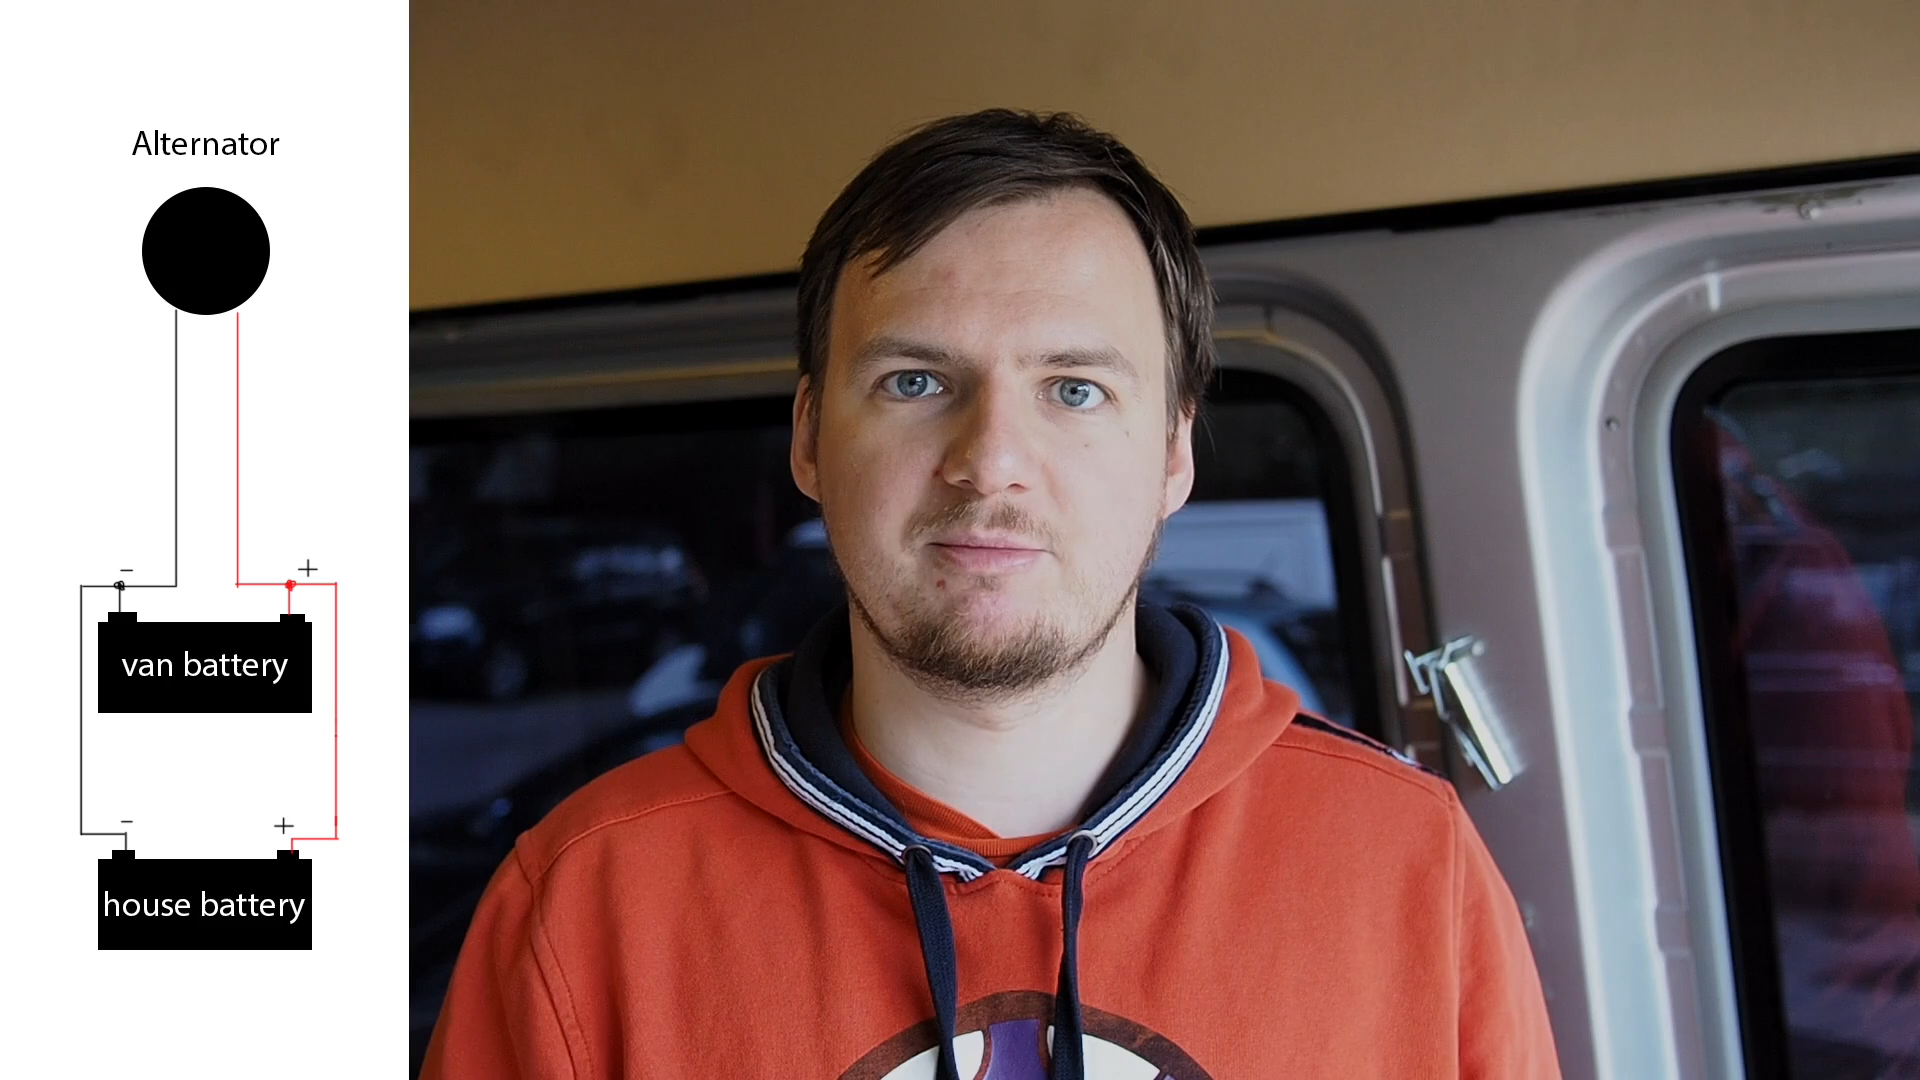 Alternator
− +
van battery
− +
house battery